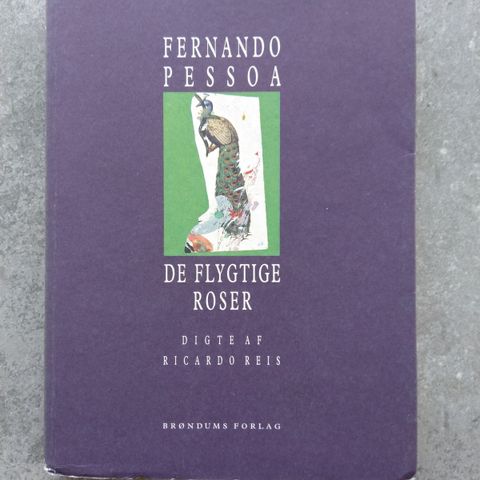 FERNANDO
PESSOA
DE FLYGTIGE
ROSER
DIGTE AF
RICARDO REIS
BRØNDUMS FORLAG